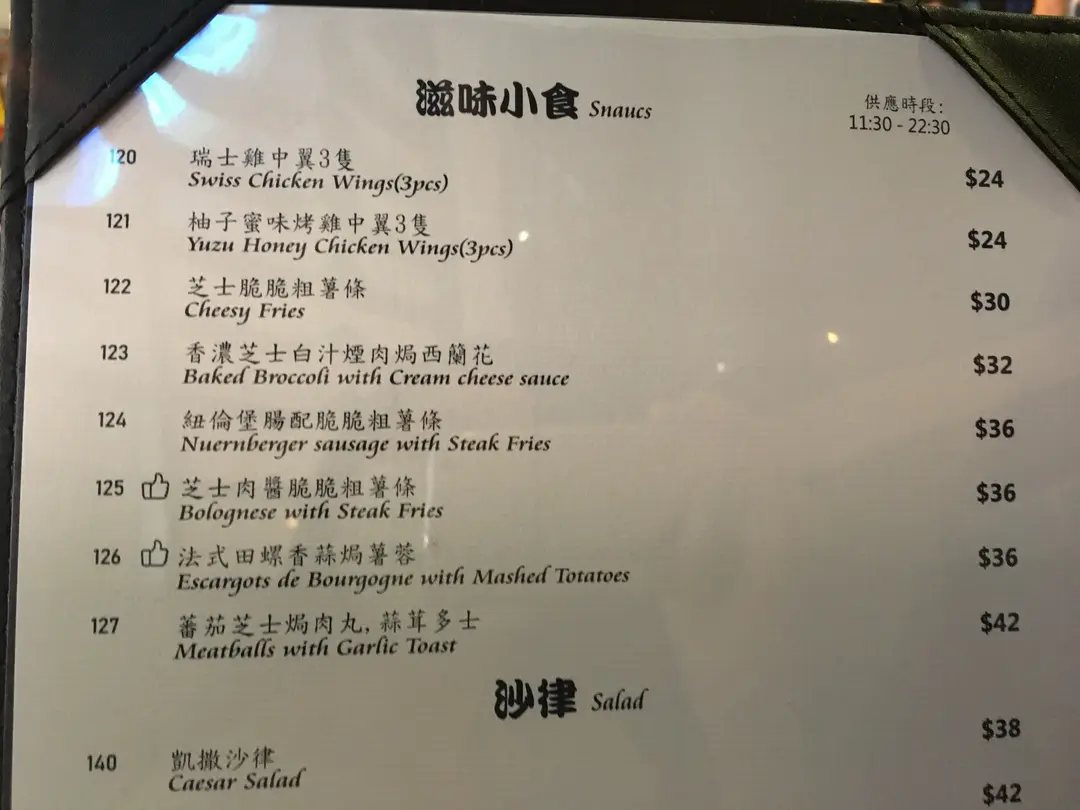 滋味小食 Snaucs
供應時段:
11:30 - 22:30
120 瑞士雞中翼3隻
Swiss Chicken Wings(3pcs) $24
121 柚子蜜味烤雞中翼3隻
Yuzu Honey Chicken Wings(3pcs) $24
122 芝士脆脆粗薯條
Cheesy Fries $30
123 香濃芝士白汁煙肉焗西蘭花
Baked Broccoli with Cream cheese sauce $32
124 紐倫堡腸配脆脆粗薯條
Nuernberger sausage with Steak Fries $36
125 芝士肉醬脆脆粗薯條
Bolognese with Steak Fries $36
126 法式田螺香蒜焗薯蓉
Escargots de Bourgogne with Mashed Totatoes $36
127 蕃茄芝士焗肉丸, 蒜茸多士
Meatballs with Garlic Toast $42
沙律 Salad
$38
140 凱撒沙律
Caesar Salad $42